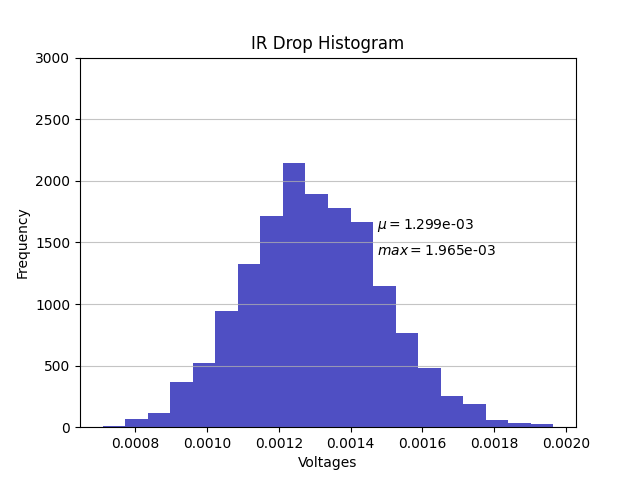 IR Drop Histogram
3000
2500
2000
1500
1000
500
0
Frequency
μ = 1.299e-03
max = 1.965e-03
0.0008 0.0010 0.0012 0.0014 0.0016 0.0018 0.0020
Voltages